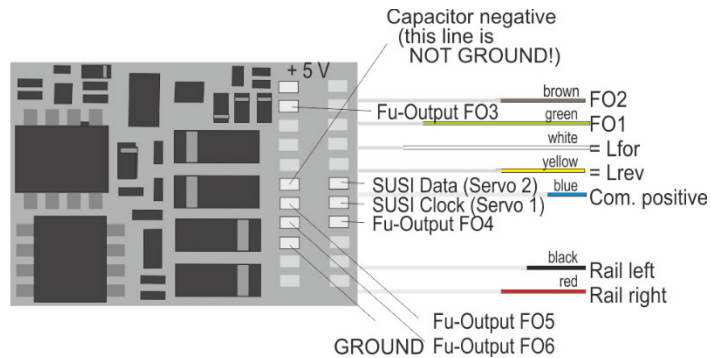 Capacitor negative
(this line is
NOT GROUND!)
+ 5 V
brown
FO2
Fu-Output FO3
green
FO1
white
= Lfor
yellow
= Lrev
SUSI Data (Servo 2)
blue
Com. positive
SUSI Clock (Servo 1)
Fu-Output FO4
black
Rail left
red
Rail right
Fu-Output FO5
GROUND
Fu-Output FO6